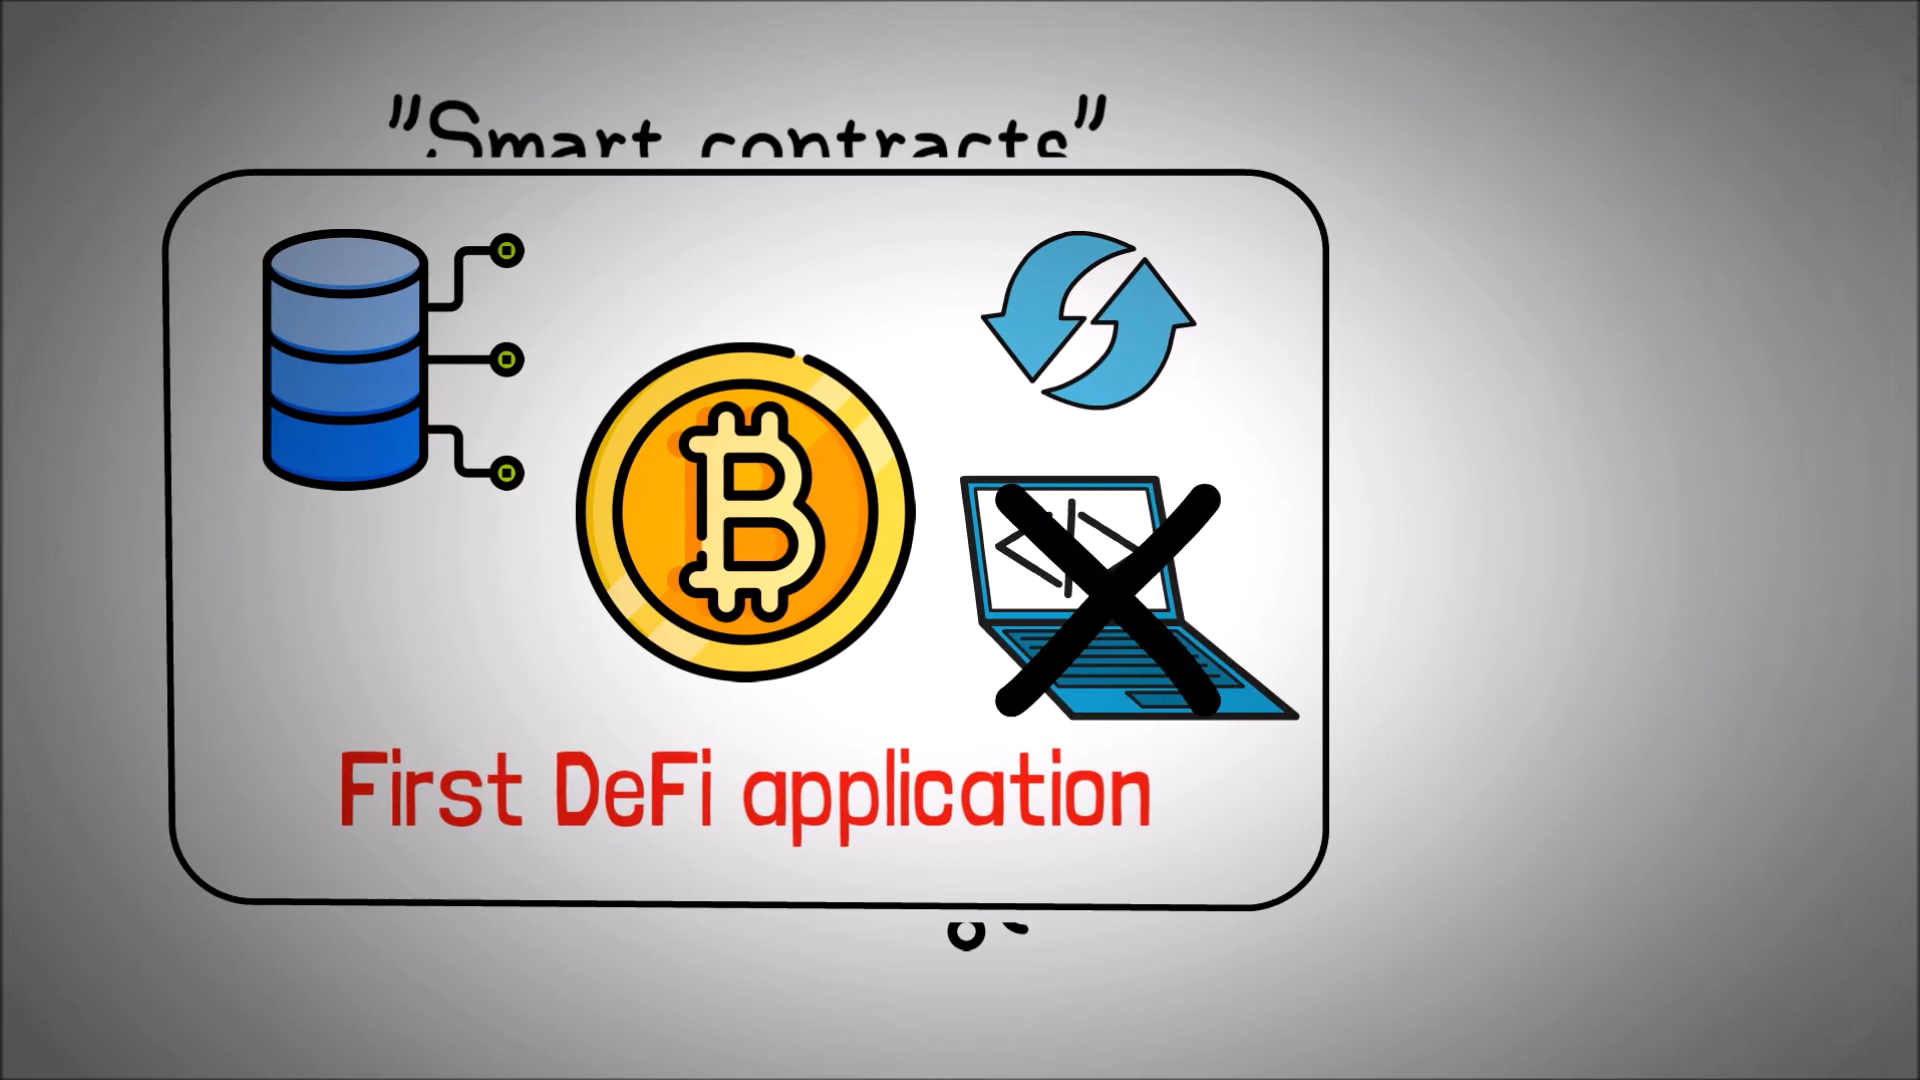 "Smart contracts"
First DeFi application